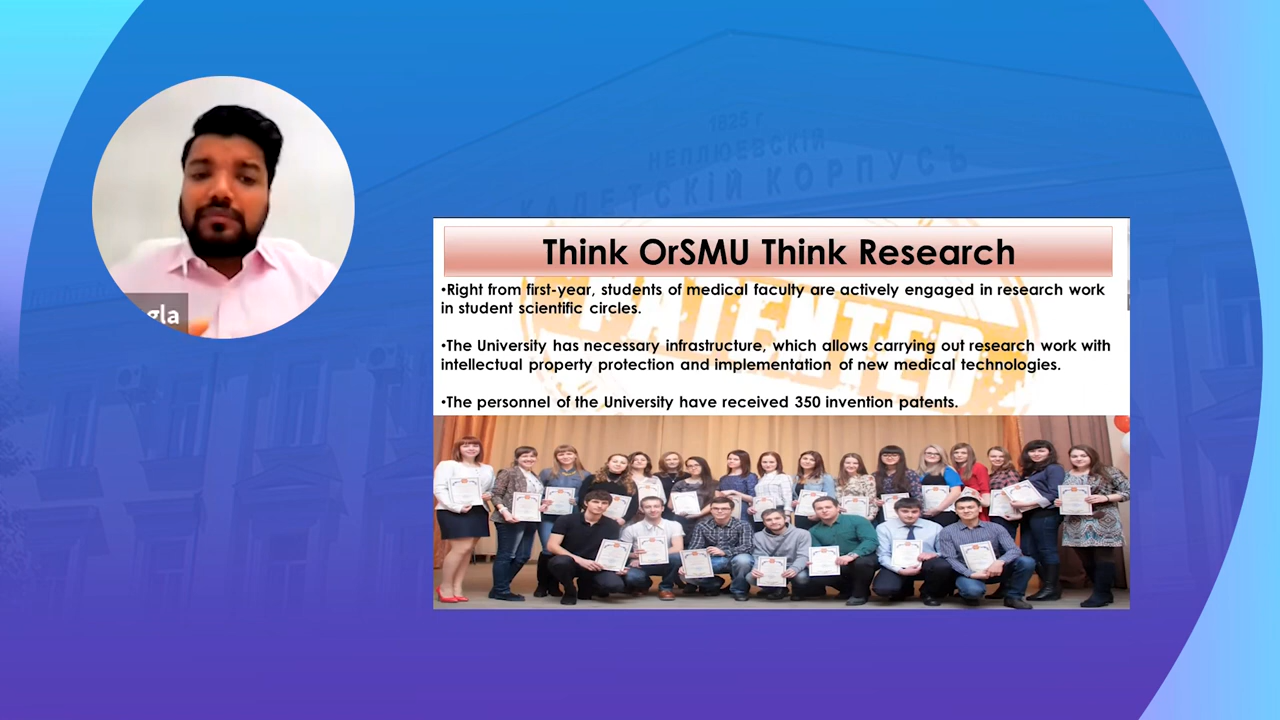 1825 г
НЕПЛЮЕВСКІЙ
КАДЕТСКІЙ КОРПУСЪ
gla
Think OrSMU Think Research
•Right from first-year, students of medical faculty are actively engaged in research work
in student scientific circles.
•The University has necessary infrastructure, which allows carrying out research work with
intellectual property protection and implementation of new medical technologies.
•The personnel of the University have received 350 invention patents.
PATENTED